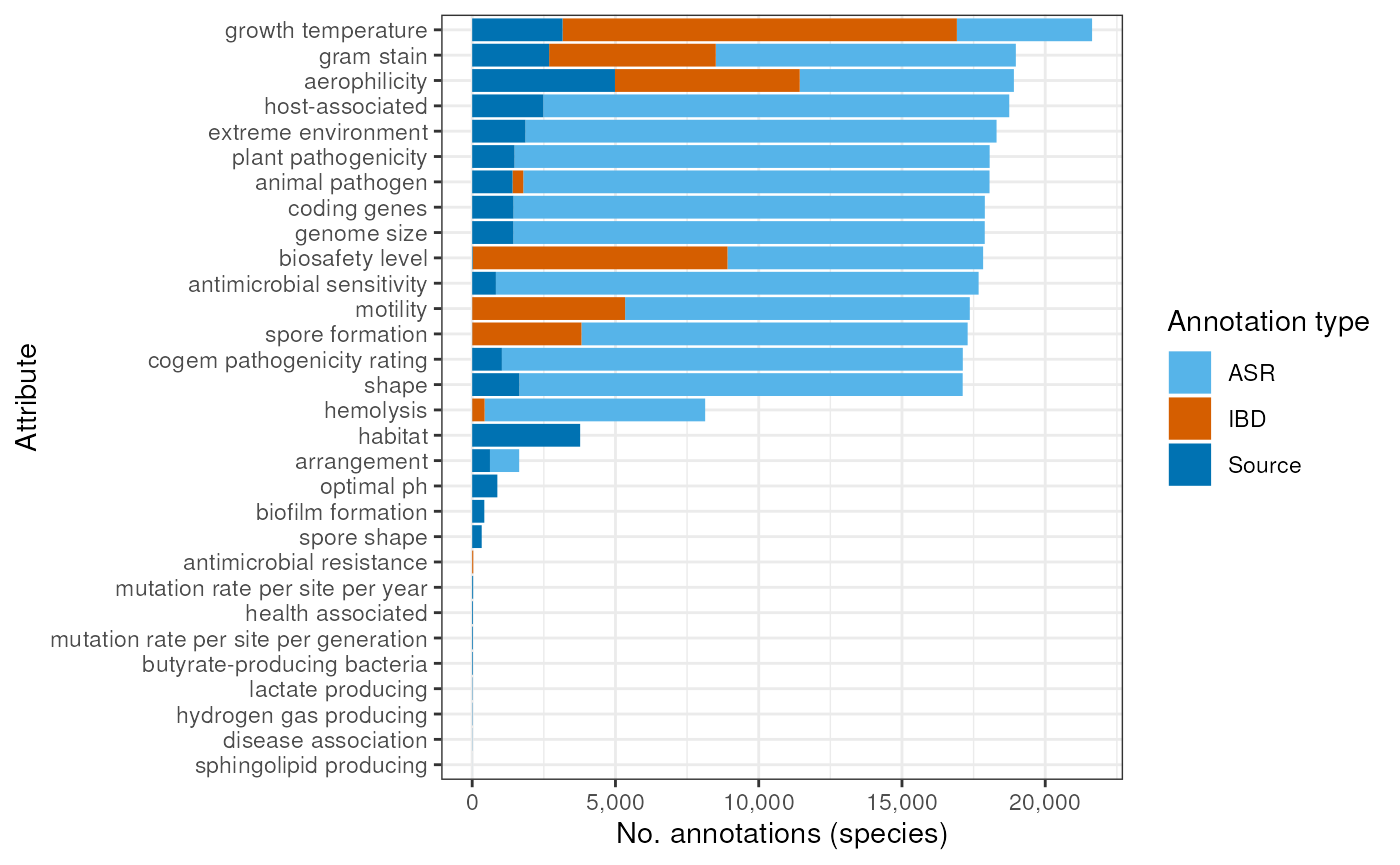 growth temperature
gram stain
aerophilicity
host-associated
extreme environment
plant pathogenicity
animal pathogen
coding genes
genome size
biosafety level
antimicrobial sensitivity
motility
spore formation
cogem pathogenicity rating
shape
hemolysis
habitat
arrangement
optimal ph
biofilm formation
spore shape
antimicrobial resistance
mutation rate per site per year
health associated
mutation rate per site per generation
butyrate-producing bacteria
lactate producing
hydrogen gas producing
disease association
sphingolipid producing
Attribute
0 5,000 10,000 15,000 20,000
No. annotations (species)
Annotation type
ASR
IBD
Source